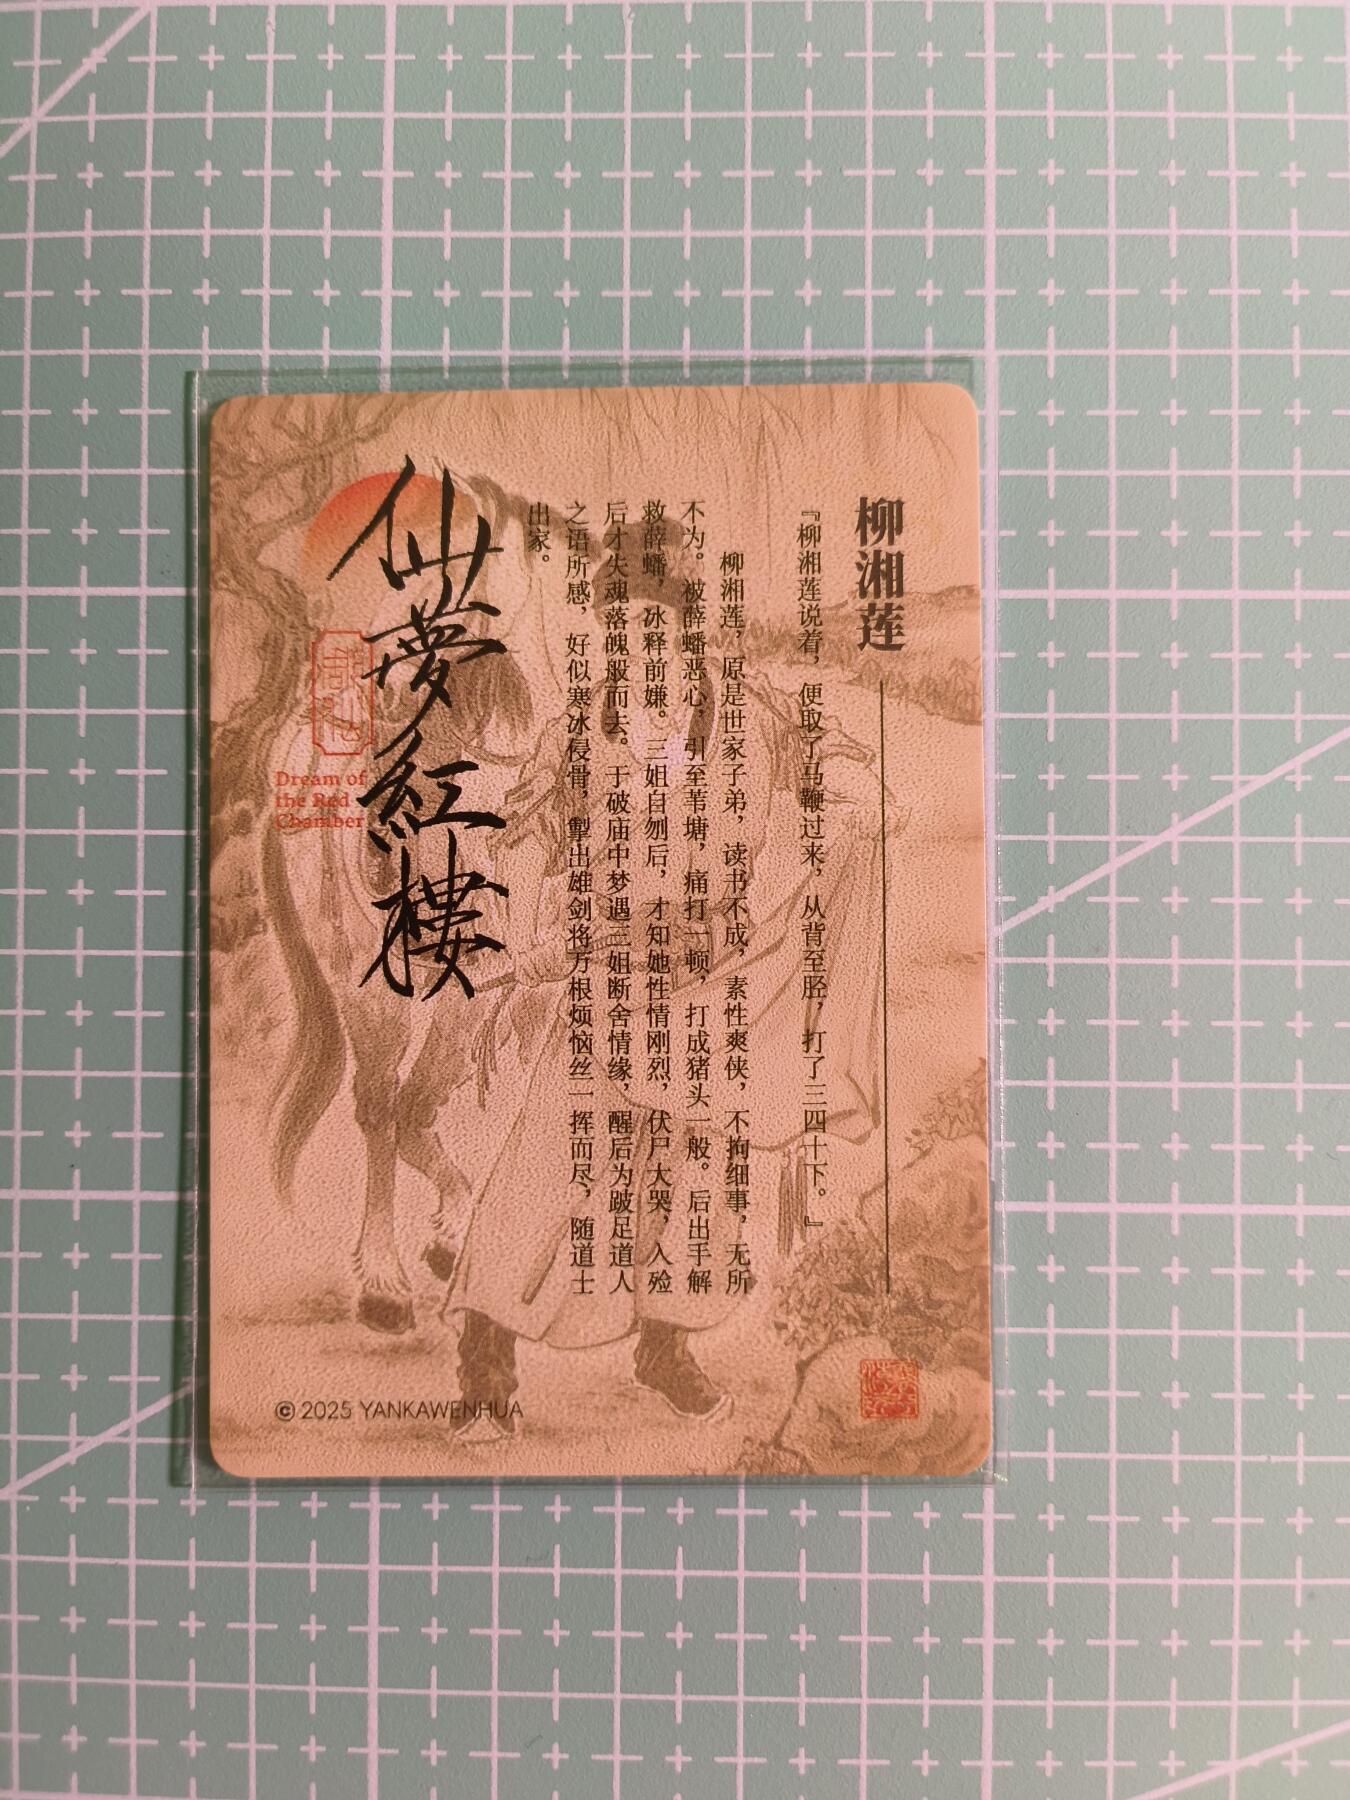 柳湘莲
『柳湘莲说着，便取了马鞭过来，从背至胫，打了三四十下。』
柳湘莲，原是世家子弟，读书不成，素性爽侠，不拘细事，无所
不为。被薛蟠恶心，引至苇塘，痛打一顿，打成猪头一般。后出手解
救薛蟠，冰释前嫌。三姐自刎后，才知她性情刚烈，伏尸大哭，入殓
后才失魂落魄般而去。于破庙中梦遇三姐断舍情缘，醒后为跛足道人
之语所感，好似寒冰侵骨，掣出雄剑将万根烦恼丝一挥而尽，随道士
出家。
仙夢紅樓
Dream of
the Red
Chamber
© 2025 YANKAWENHUA